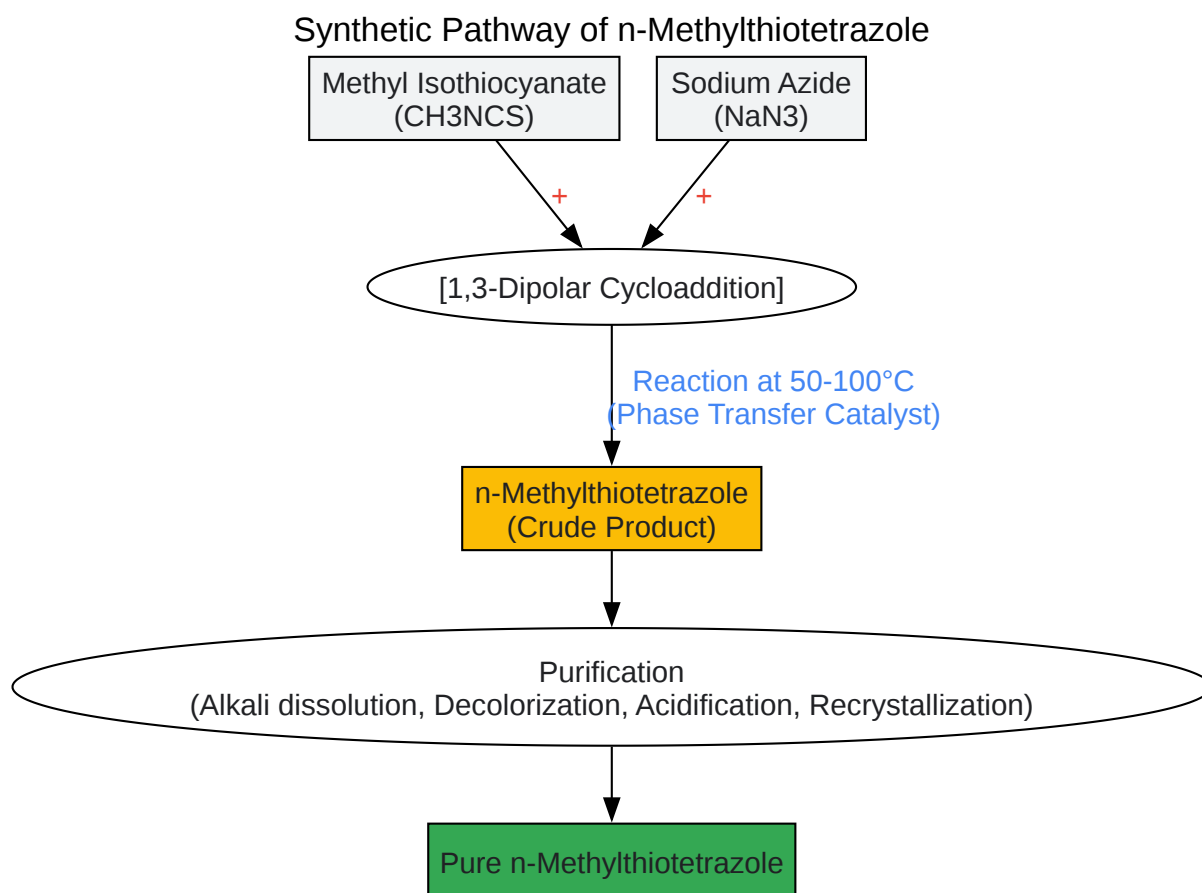 Synthetic Pathway of n-Methylthiotetrazole
Methyl Isothiocyanate
(CH3NCS)
Sodium Azide
(NaN3)
+
+
[1,3-Dipolar Cycloaddition]
Reaction at 50-100°C
(Phase Transfer Catalyst)
n-Methylthiotetrazole
(Crude Product)
Purification
(Alkali dissolution, Decolorization, Acidification, Recrystallization)
Pure n-Methylthiotetrazole